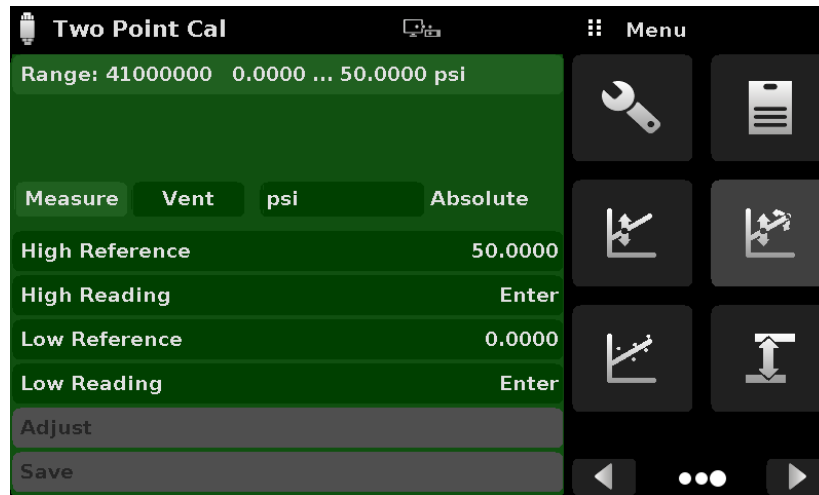 Two Point Cal
Menu
Range: 41000000 0.0000 ... 50.0000 psi
Measure Vent psi Absolute
High Reference 50.0000
High Reading Enter
Low Reference 0.0000
Low Reading Enter
Adjust
Save